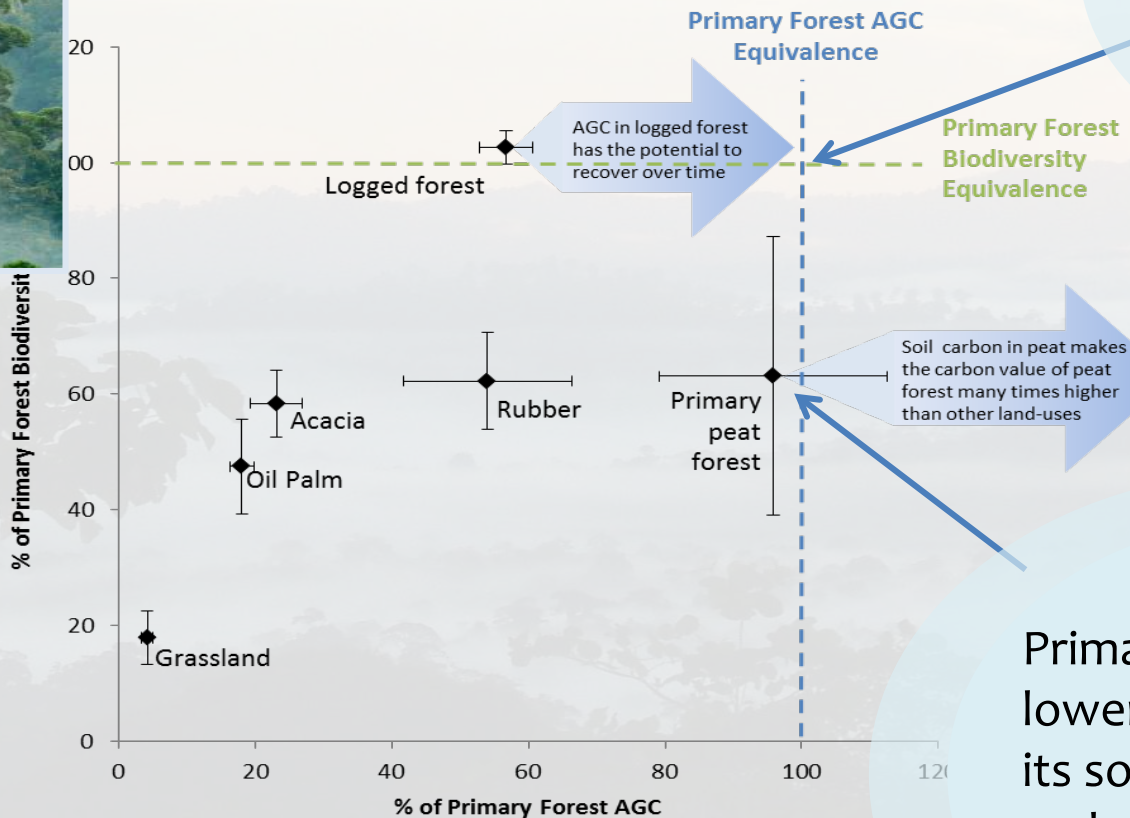 Primary Forest AGC
Equivalence
20
00
80
60
40
20
0
% of Primary Forest Biodiversit
AGC in logged forest
has the potential to
recover over time
Primary Forest
Biodiversity
Equivalence
Logged forest
Soil carbon in peat makes
the carbon value of peat
forest many times higher
than other land-uses
Acacia
Rubber
Primary
peat
forest
Oil Palm
Grassland
0
20
40
60
80
100
120
% of Primary Forest AGC
Prima
lower
its so